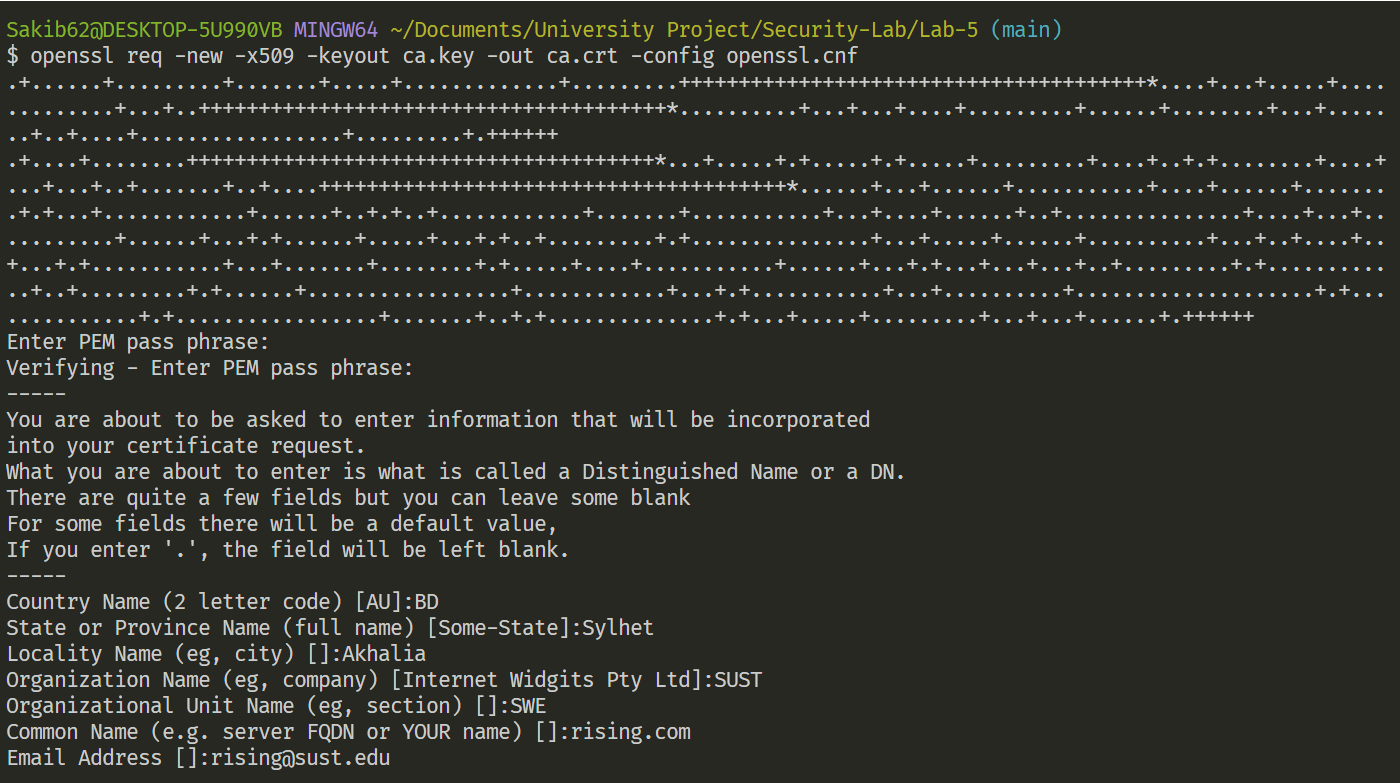 Sakib62@DESKTOP-5U990VB MINGW64 ~/Documents/University Project/Security-Lab/Lab-5 (main)
$ openssl req -new -x509 -keyout ca.key -out ca.crt -config openssl.cnf
.+......+.........+.......+.....+.............+.........+++++++++++++++++++++++++++++++++++++++*....+...+.....+....
.........+...+..+++++++++++++++++++++++++++++++++++++++*..........+...+...+....+.........+......+........+...+.....
..+..+....+.................+.........+.++++++
.+....+........+++++++++++++++++++++++++++++++++++++++*...+.....+.+.....+.+.....+.........+....+..+.+........+....+
...+...+..+.......+..+....+++++++++++++++++++++++++++++++++++++++*......+...+......+...........+....+......+.......
.+.+...+............+......+..+.+..+............+.......+...........+...+....+......+..+...............+....+...+..
.........+......+...+.+......+.....+...+.+..+.........+.+...............+...+.....+......+..........+...+..+....+..
+...+.+...........+...+.......+........+.+.....+....+...........+......+...+.+...+...+...+..+.........+.+..........
..+..+.........+.+......+...............+............+...+.+...........+...+..........+....................+.+...
...........+.+.................+.......+..+.+..............+.+...+.....+.........+...+...+......+.++++++
Enter PEM pass phrase:
Verifying - Enter PEM pass phrase:
-----
You are about to be asked to enter information that will be incorporated
into your certificate request.
What you are about to enter is what is called a Distinguished Name or a DN.
There are quite a few fields but you can leave some blank
For some fields there will be a default value,
If you enter '.', the field will be left blank.
-----
Country Name (2 letter code) [AU]:BD
State or Province Name (full name) [Some-State]:Sylhet
Locality Name (eg, city) []:Akhalia
Organization Name (eg, company) [Internet Widgits Pty Ltd]:SUST
Organizational Unit Name (eg, section) []:SWE
Common Name (e.g. server FQDN or YOUR name) []:rising.com
Email Address []:rising@sust.edu